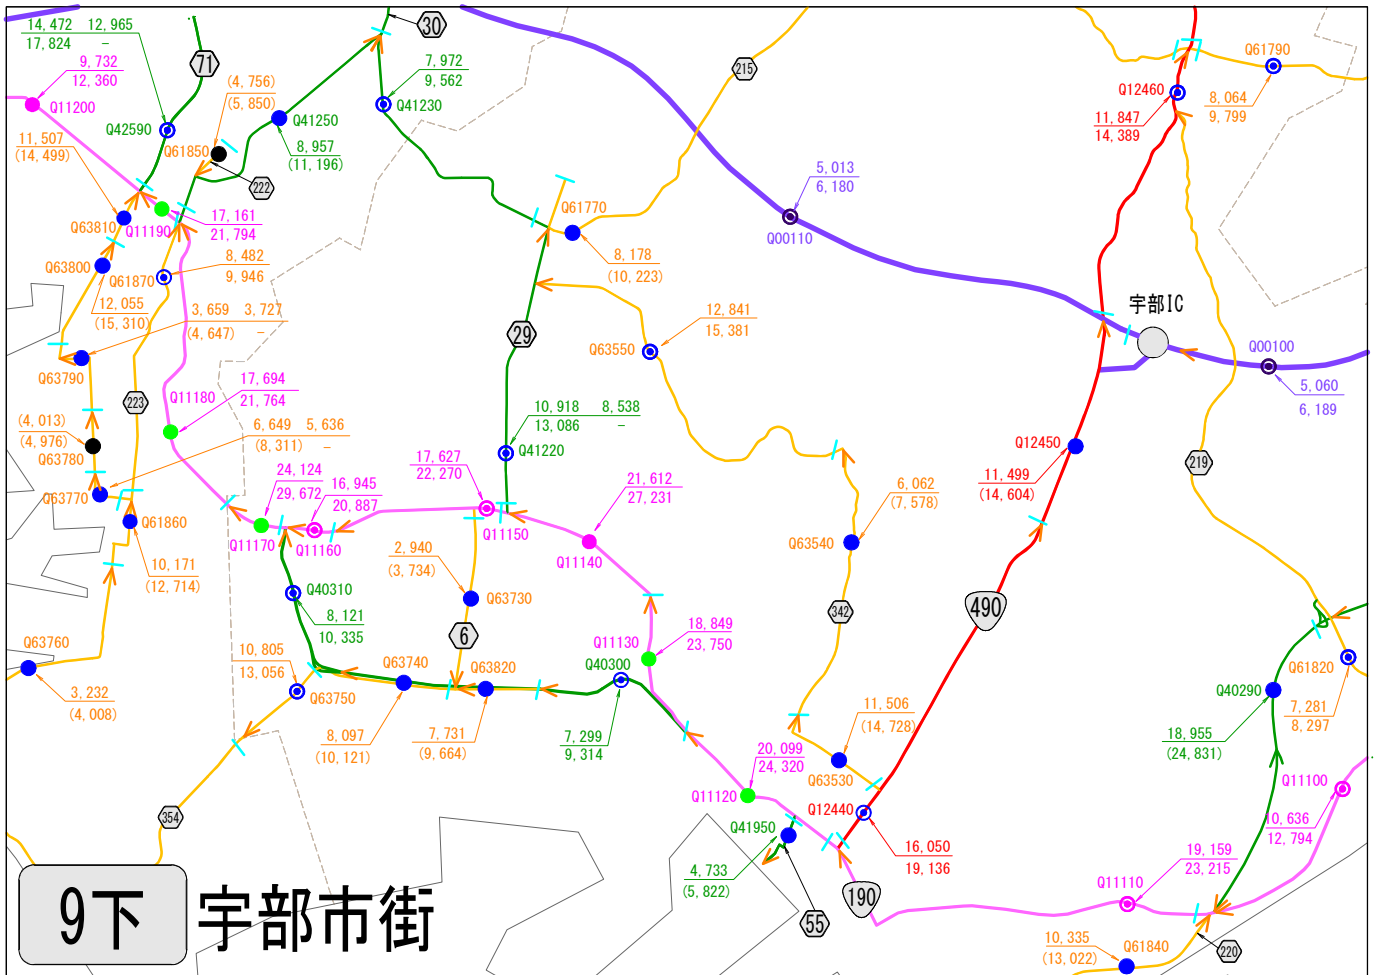 14,472 12,965
17,824 －
9,732
12,360
Q11200
71
30
(4,756)
(5,850)
7,972
9,562
Q41230
Q42590
Q41250
8,957
(11,196)
11,507
(14,499)
Q61850
222
215
Q61790
8,064
9,799
Q12460
11,847
14,389
5,013
6,180
Q00110
Q63810
Q11190
17,161
21,794
Q61770
8,178
(10,223)
Q63800
Q61870
8,482
9,946
12,055
(15,310)
3,659 3,727
(4,647) －
29
12,841
15,381
Q63550
宇部IC
Q00100
5,060
6,189
Q63790
Q11180
17,694
21,764
223
(4,013)
(4,976)
Q63780
6,649 5,636
(8,311) －
10,918 8,538
13,086 －
Q41220
Q12450
11,499
(14,604)
219
24,124
29,672
16,945
20,887
17,627
22,270
21,612
27,231
6,062
(7,578)
Q63770
Q61860
Q11170
Q11160
Q11150
Q11140
Q63540
10,171
(12,714)
2,940
(3,734)
Q40310
8,121
10,335
Q63730
342
490
Q63760
3,232
(4,008)
10,805
13,056
Q63750
6
Q11130
18,849
23,750
Q63740
Q63820
Q40300
Q61820
7,281
8,297
Q40290
18,955
(24,831)
8,097
(10,121)
7,731
(9,664)
7,299
9,314
11,506
(14,728)
Q63530
20,099
24,320
Q11120
Q12440
16,050
19,136
Q11100
10,636
12,794
354
Q41950
4,733
(5,822)
19,159
23,215
Q11110
190
55
9下 宇部市街
10,335
(13,022)
Q61840
220